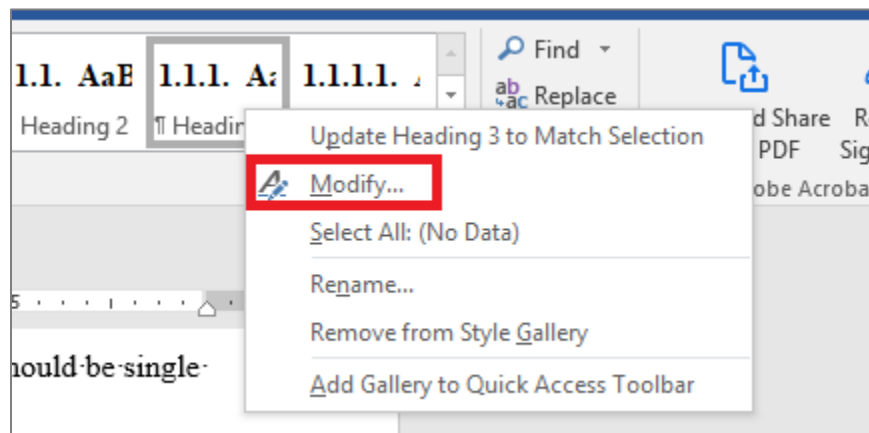 1.1. AaB 1.1.1. Aa 1.1.1.1.
Heading 2 ¶ Headin
Find
Replace
d Share
PDF
obe Acroba
Update Heading 3 to Match Selection
Modify...
Select All: (No Data)
Rename...
Remove from Style Gallery
Add Gallery to Quick Access Toolbar
5
hould·be·single·